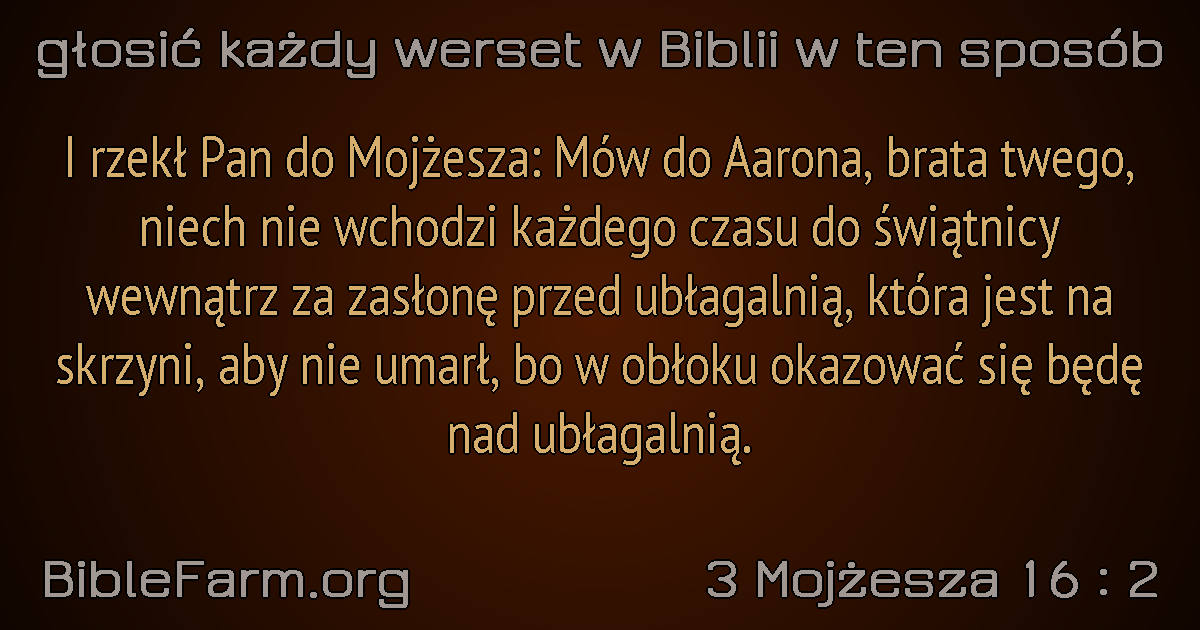 głosić każdy werset w Biblii w ten sposób
I rzekł Pan do Mojżesza: Mów do Aarona, brata twego,
niech nie wchodzi każdego czasu do świątnicy
wewnątrz za zasłonę przed ubłagalnią, która jest na
skrzyni, aby nie umarł, bo w obłoku okazować się będę
nad ubłagalnią.
BibleFarm.org
3 Mojżesza 16 : 2